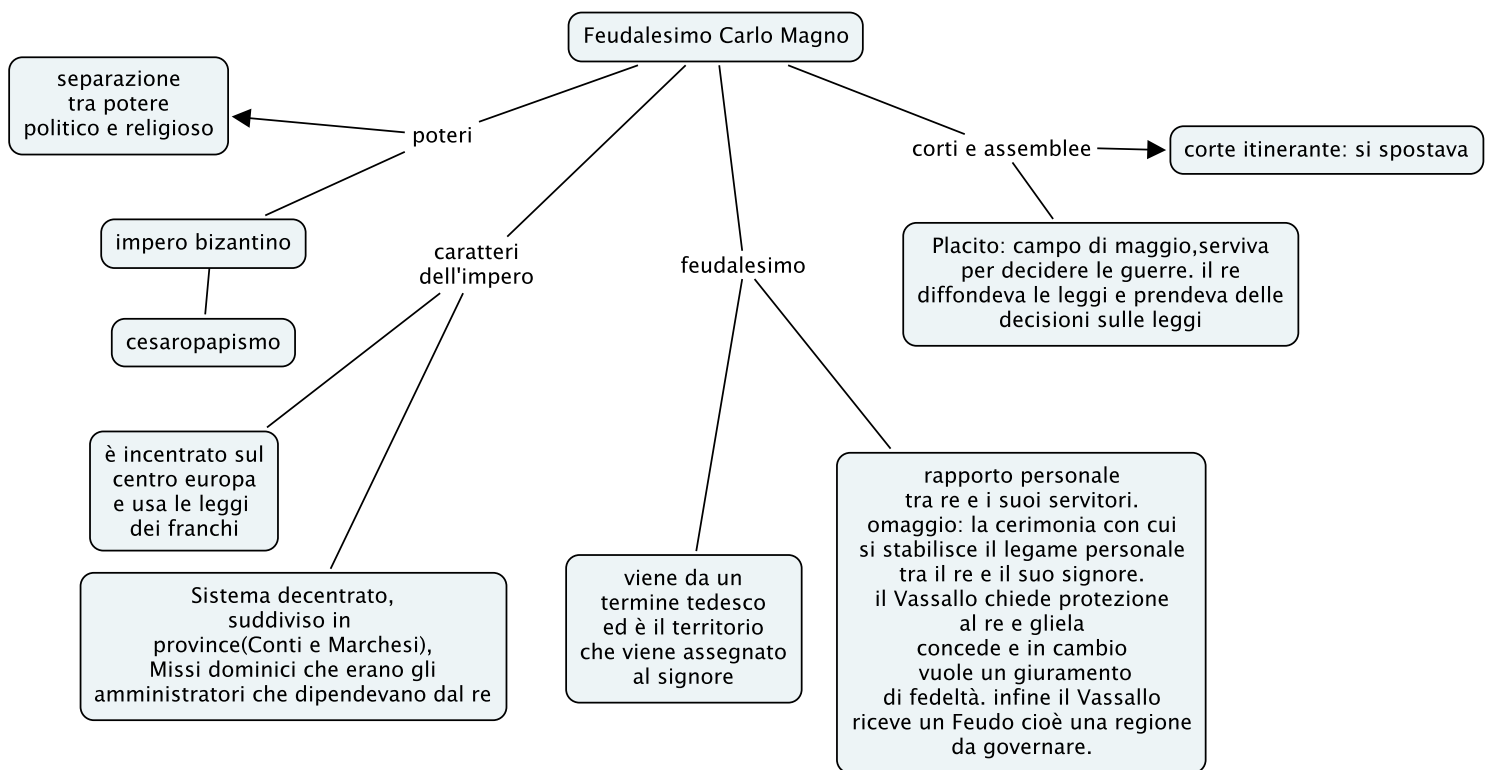 Feudalesimo Carlo Magno
separazione
tra potere
politico e religioso
poteri
impero bizantino
cesaropapismo
caratteri
dell'impero
è incentrato sul
centro europa
e usa le leggi
dei franchi
Sistema decentrato,
suddiviso in
province(Conti e Marchesi),
Missi dominici che erano gli
amministratori che dipendevano dal re
feudalesimo
viene da un
termine tedesco
ed è il territorio
che viene assegnato
al signore
rapporto personale
tra re e i suoi servitori.
omaggio: la cerimonia con cui
si stabilisce il legame personale
tra il re e il suo signore.
il Vassallo chiede protezione
al re e gliela
concede e in cambio
vuole un giuramento
di fedeltà. infine il Vassallo
riceve un Feudo cioè una regione
da governare.
corti e assemblee
corte itinerante: si spostava
Placito: campo di maggio,serviva
per decidere le guerre. il re
diffondeva le leggi e prendeva delle
decisioni sulle leggi